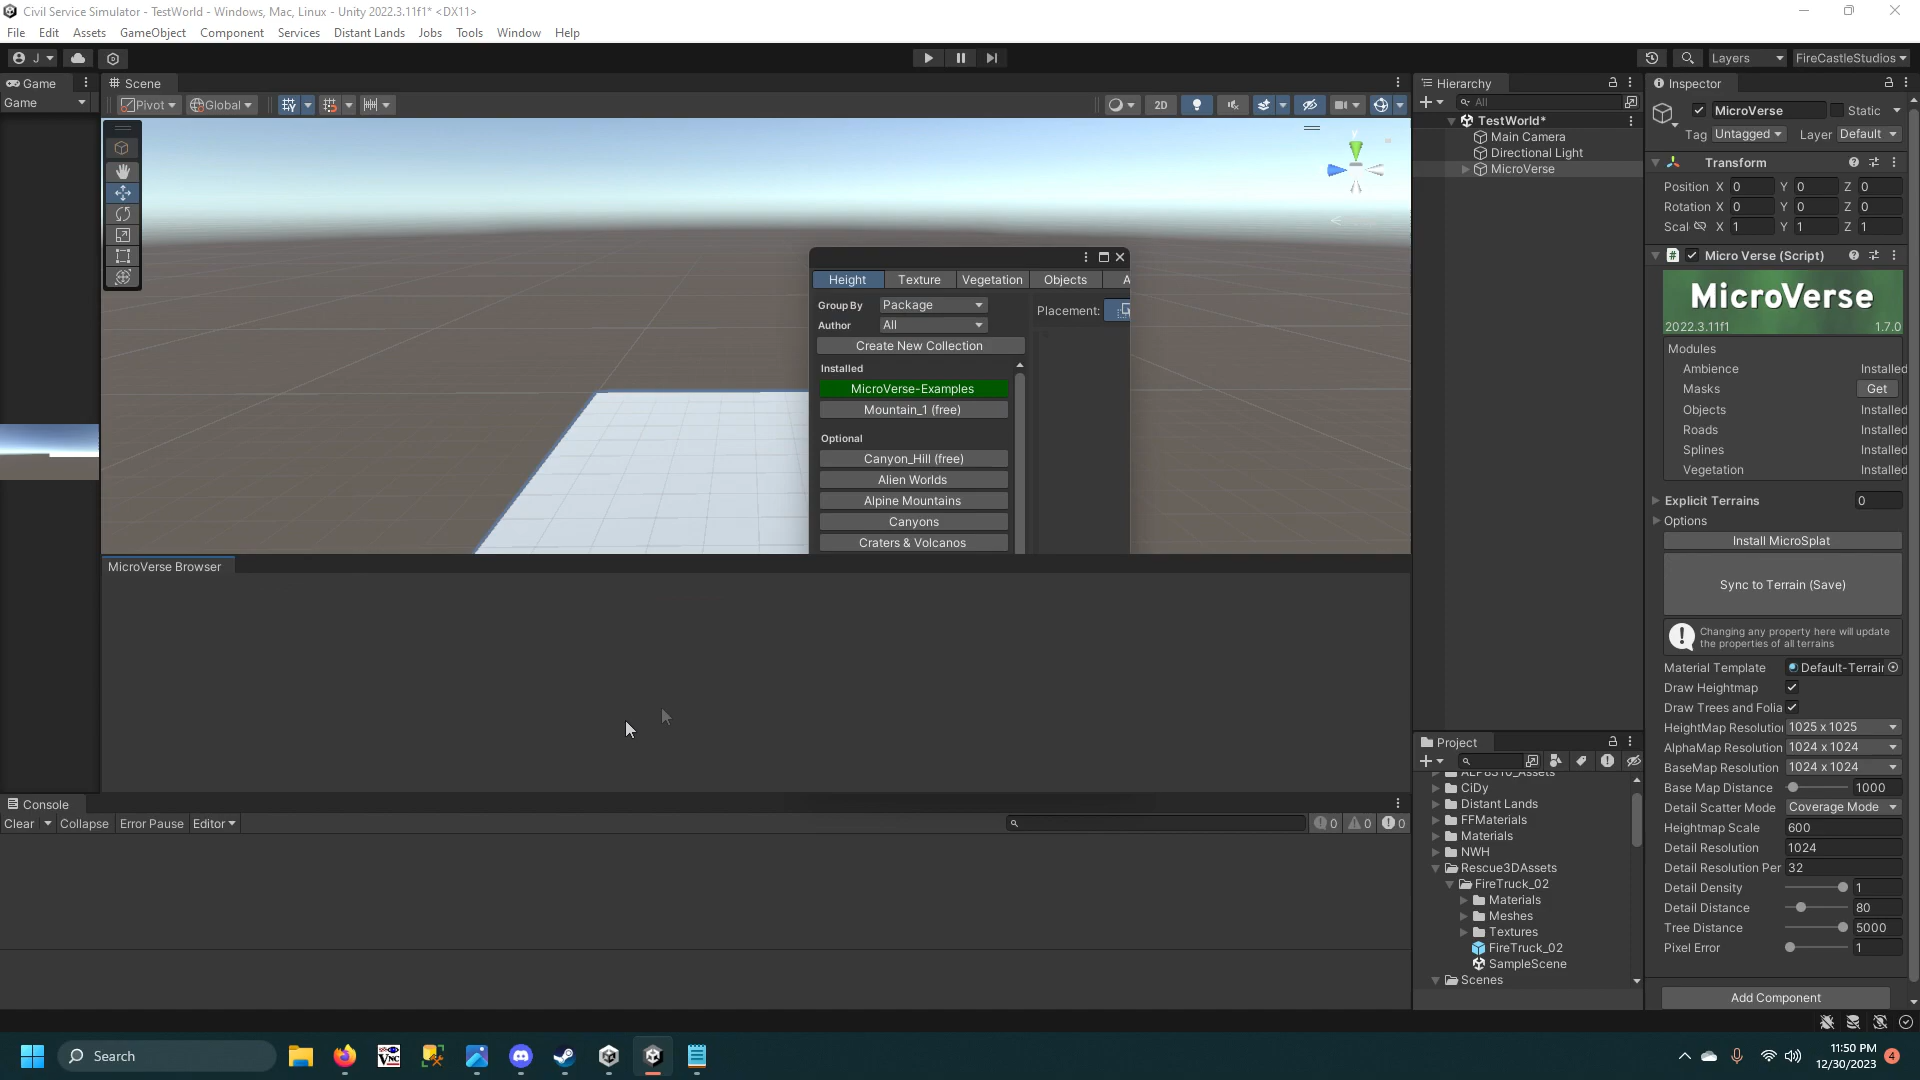 Civil Service Simulator - TestWorld - Windows, Mac, Linux - Unity 2022.3.11f1* <DX11>
File Edit Assets GameObject Component Services Distant Lands Jobs Tools Window Help
J Layers FireCastleStudios
Game
Game
Scene
Pivot Global 2D
Height Texture Vegetation Objects A
Group By Package Placement:
Author All
Create New Collection
Installed
MicroVerse-Examples
Mountain_1 (free)
Optional
Canyon_Hill (free)
Alien Worlds
Alpine Mountains
Canyons
Craters & Volcanos
MicroVerse Browser
Console
Clear Collapse Error Pause Editor 0 0 0
Hierarchy
All
TestWorld*
Main Camera
Directional Light
MicroVerse
Project
ALP8310_Assets
CiDy
Distant Lands
FFMaterials
Materials
NWH
Rescue3DAssets
FireTruck_02
Materials
Meshes
Textures
FireTruck_02
SampleScene
Scenes
Inspector
MicroVerse Static
Tag Untagged Layer Default
Transform
Position X 0 Y 0 Z 0
Rotation X 0 Y 0 Z 0
Scal X 1 Y 1 Z 1
Micro Verse (Script)
MicroVerse
2022.3.11f1 1.7.0
Modules
Ambience Installed
Masks Get
Objects Installed
Roads Installed
Splines Installed
Vegetation Installed
Explicit Terrains 0
Options
Install MicroSplat
Sync to Terrain (Save)
Changing any property here will update
the properties of all terrains
Material Template Default-Terrain
Draw Heightmap
Draw Trees and Folia
HeightMap Resolution 1025 x 1025
AlphaMap Resolution 1024 x 1024
BaseMap Resolution 1024 x 1024
Base Map Distance 1000
Detail Scatter Mode Coverage Mode
Heightmap Scale 600
Detail Resolution 1024
Detail Resolution Per 32
Detail Density 1
Detail Distance 80
Tree Distance 5000
Pixel Error 1
Add Component
Search
VNC
11:50 PM
12/30/2023
4